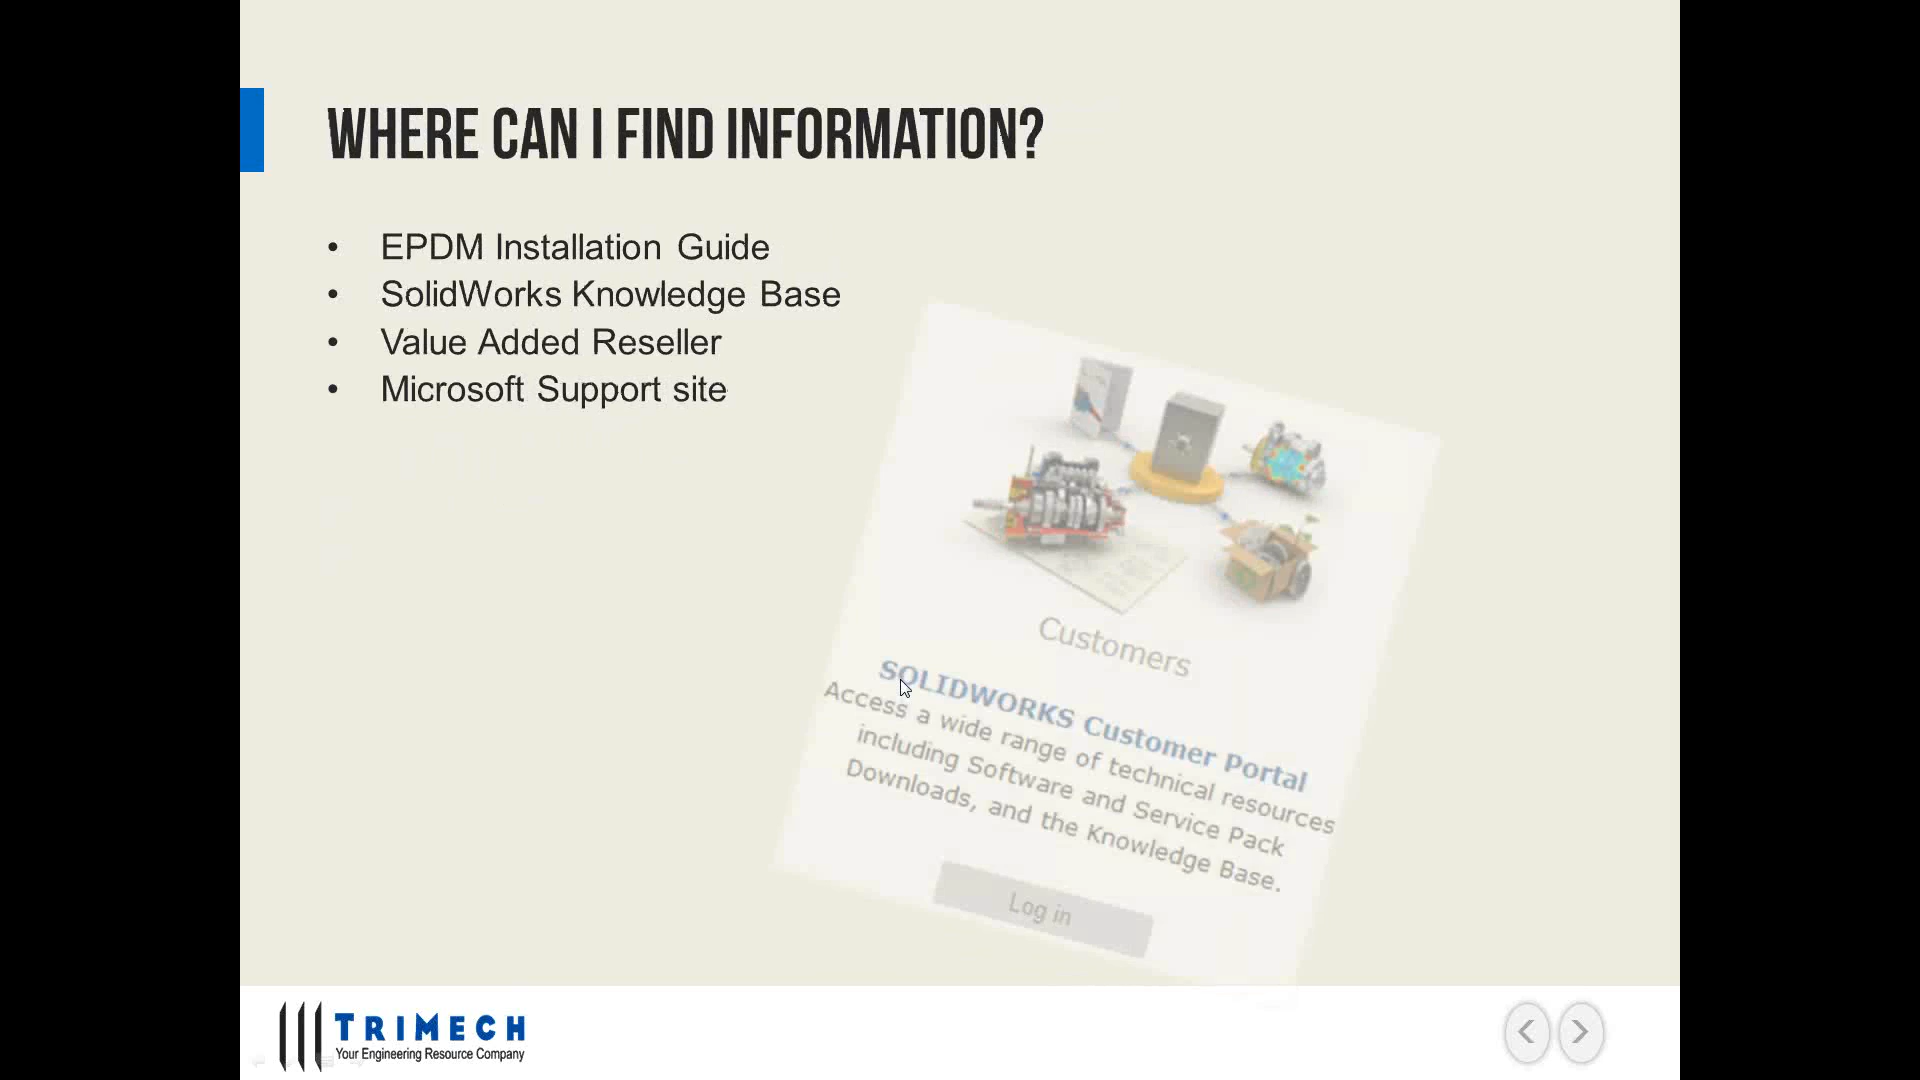 WHERE CAN I FIND INFORMATION?
• EPDM Installation Guide
• SolidWorks Knowledge Base
• Value Added Reseller
• Microsoft Support site
Customers
SOLIDWORKS Customer Portal
Access a wide range of technical resources
including Software and Service Pack
Downloads, and the Knowledge Base.
Log in
TRIMECH
Your Engineering Resource Company